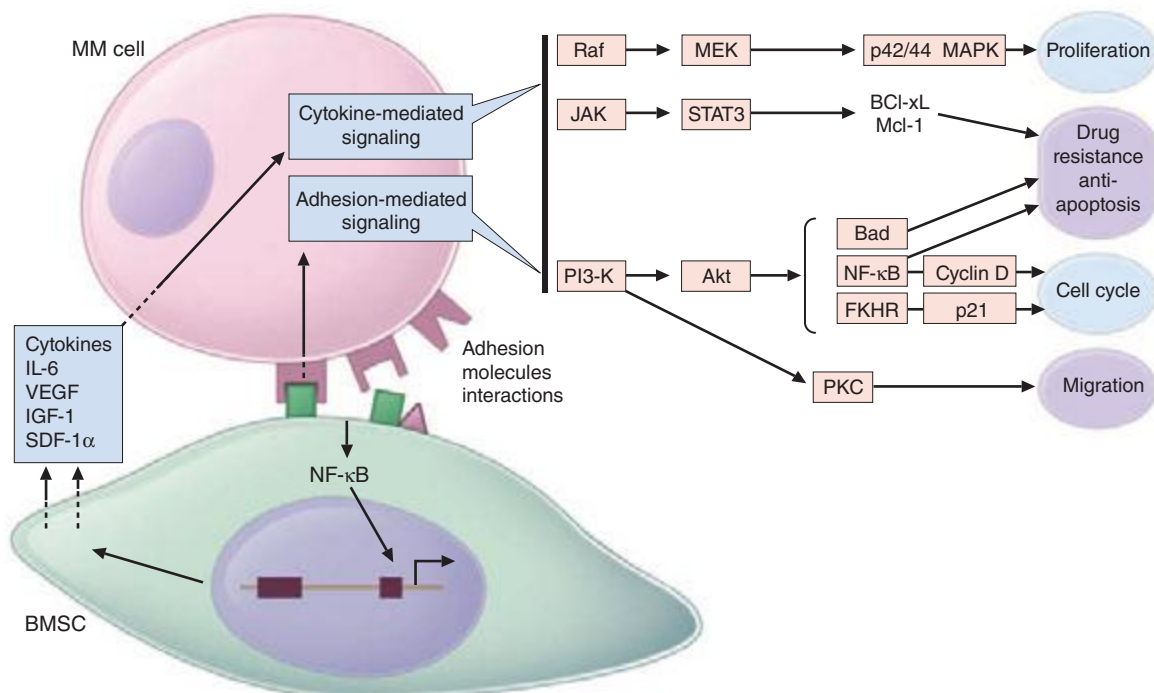 MM cell
Cytokine-mediated
signaling
Adhesion-mediated
signaling
Cytokines
IL-6
VEGF
IGF-1
SDF-1α
Adhesion
molecules
interactions
NF-κB
BMSC
Raf
MEK
p42/44 MAPK
Proliferation
JAK
STAT3
BCl-xL
Mcl-1
Drug
resistance
anti-
apoptosis
PI3-K
Akt
Bad
NF-κB
Cyclin D
FKHR
p21
Cell cycle
PKC
Migration